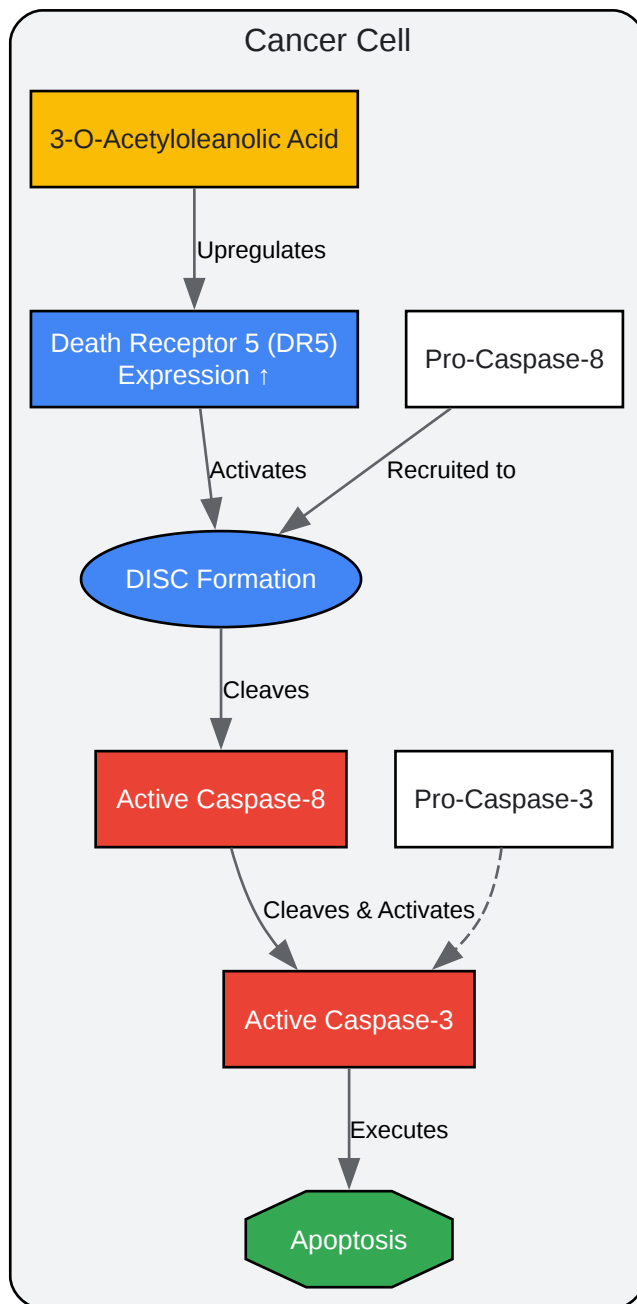 Cancer Cell
3-O-Acetyloleanolic Acid
Upregulates
Death Receptor 5 (DR5)
Expression ↑
Pro-Caspase-8
Activates
Recruited to
DISC Formation
Cleaves
Active Caspase-8
Pro-Caspase-3
Cleaves & Activates
Active Caspase-3
Executes
Apoptosis